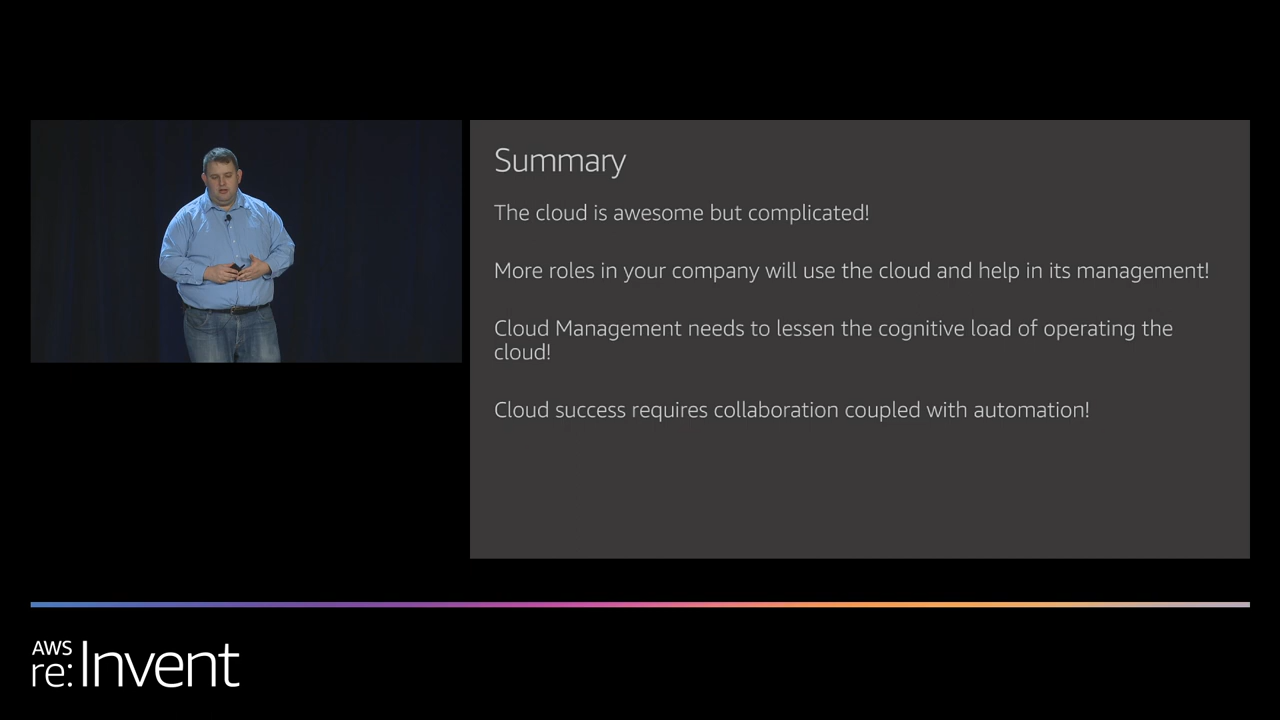 Summary
The cloud is awesome but complicated!
More roles in your company will use the cloud and help in its management!
Cloud Management needs to lessen the cognitive load of operating the
cloud!
Cloud success requires collaboration coupled with automation!
AWS
re:Invent